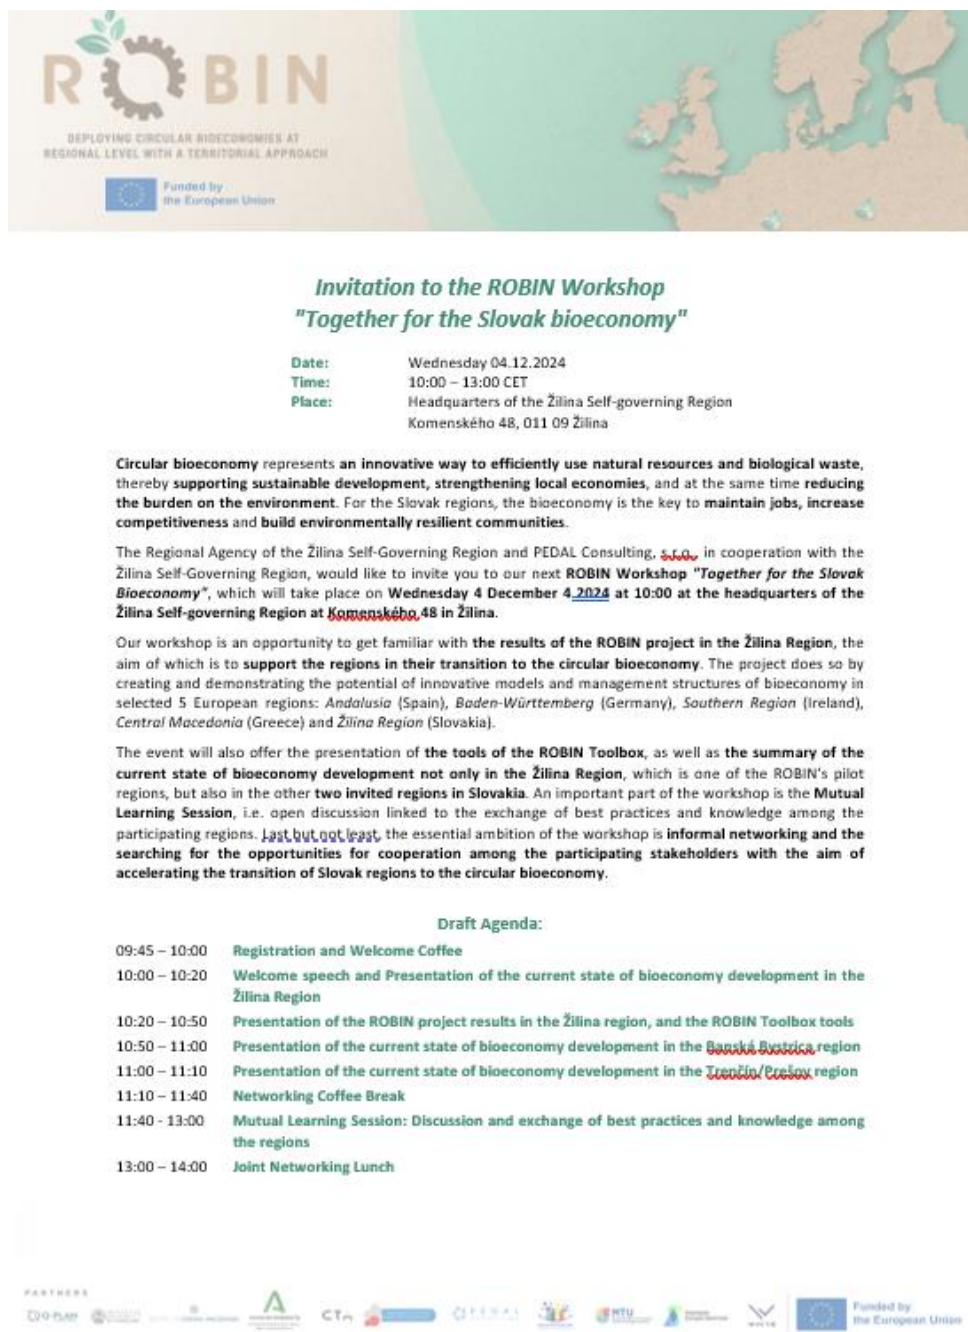 ROBIN
DEPLOYING CIRCULAR BIOECONOMIES AT
REGIONAL LEVEL WITH A TERRITORIAL APPROACH
Funded by
the European Union
Invitation to the ROBIN Workshop
"Together for the Slovak bioeconomy"
Date: Wednesday 04.12.2024
Time: 10:00 – 13:00 CET
Place: Headquarters of the Žilina Self-governing Region
Komenského 48, 011 09 Žilina
Circular bioeconomy represents an innovative way to efficiently use natural resources and biological waste,
thereby supporting sustainable development, strengthening local economies, and at the same time reducing
the burden on the environment. For the Slovak regions, the bioeconomy is the key to maintain jobs, increase
competitiveness and build environmentally resilient communities.
The Regional Agency of the Žilina Self-Governing Region and PEDAL Consulting, s.r.o., in cooperation with the
Žilina Self-Governing Region, would like to invite you to our next ROBIN Workshop "Together for the Slovak
Bioeconomy", which will take place on Wednesday 4 December 4.2024 at 10:00 at the headquarters of the
Žilina Self-governing Region at Komenského 48 in Žilina.
Our workshop is an opportunity to get familiar with the results of the ROBIN project in the Žilina Region, the
aim of which is to support the regions in their transition to the circular bioeconomy. The project does so by
creating and demonstrating the potential of innovative models and management structures of bioeconomy in
selected 5 European regions: Andalusia (Spain), Baden-Württemberg (Germany), Southern Region (Ireland),
Central Macedonia (Greece) and Žilina Region (Slovakia).
The event will also offer the presentation of the tools of the ROBIN Toolbox, as well as the summary of the
current state of bioeconomy development not only in the Žilina Region, which is one of the ROBIN's pilot
regions, but also in the other two invited regions in Slovakia. An important part of the workshop is the Mutual
Learning Session, i.e. open discussion linked to the exchange of best practices and knowledge among the
participating regions. Last but not least, the essential ambition of the workshop is informal networking and the
searching for the opportunities for cooperation among the participating stakeholders with the aim of
accelerating the transition of Slovak regions to the circular bioeconomy.
Draft Agenda:
09:45 – 10:00 Registration and Welcome Coffee
10:00 – 10:20 Welcome speech and Presentation of the current state of bioeconomy development in the
Žilina Region
10:20 – 10:50 Presentation of the ROBIN project results in the Žilina region, and the ROBIN Toolbox tools
10:50 – 11:00 Presentation of the current state of bioeconomy development in the Banská Bystrica region
11:00 – 11:10 Presentation of the current state of bioeconomy development in the Trenčín/Prešov region
11:10 – 11:40 Networking Coffee Break
11:40 - 13:00 Mutual Learning Session: Discussion and exchange of best practices and knowledge among
the regions
13:00 – 14:00 Joint Networking Lunch
PARTNERS
Q-PLAN
PEDAL
MTU
WHITE
Funded by
the European Union